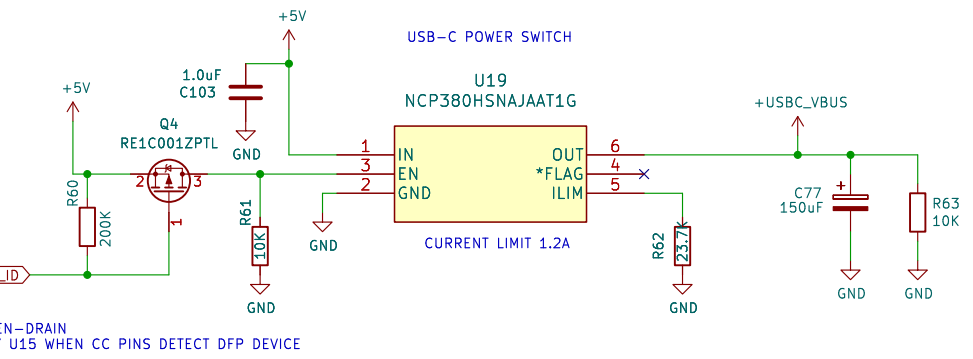 +5V
USB-C POWER SWITCH
1.0uF
C103
U19
NCP380HSNAJAAT1G
+5V
+USBC_VBUS
Q4
RE1C001ZPTL
GND
1 IN OUT 6
3 EN *FLAG 4
2 GND ILIM 5
2 3
1
R60
200K
R61
10K
GND
C77
150uF
+
R63
10K
CURRENT LIMIT 1.2A
R62
23.7K
_ID
GND
GND
GND
GND
EN-DRAIN
U15 WHEN CC PINS DETECT DFP DEVICE